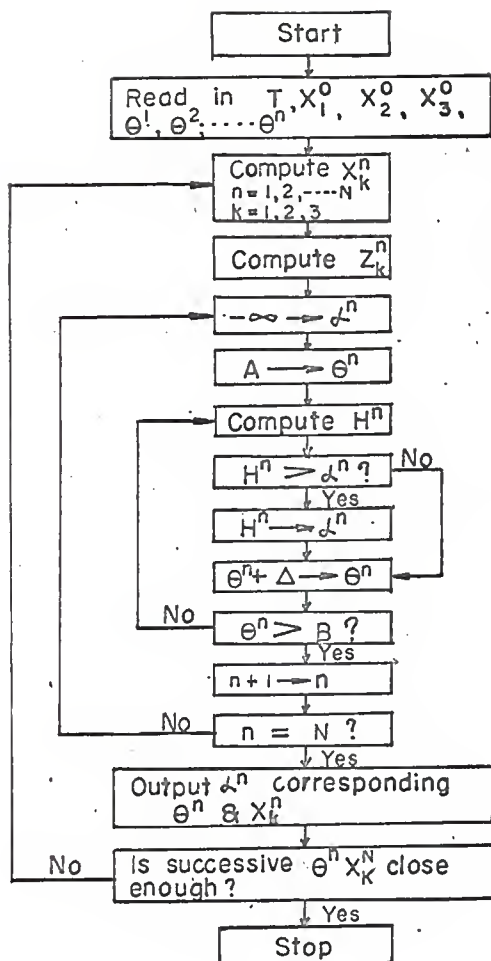 Start
Read in T, X₁⁰, X₂⁰, X₃⁰,
θ¹, θ²,·····θⁿ
Compute Xₖⁿ
n = 1, 2, ----N
k = 1, 2, 3
Compute Zₖⁿ
-∞ → αⁿ
A → θⁿ
Compute Hⁿ
Hⁿ > αⁿ ?
No
Yes
Hⁿ → αⁿ
θⁿ + Δ → θⁿ
No
θⁿ > B ?
Yes
n + 1 → n
No
n = N ?
Yes
Output αⁿ corresponding
θⁿ & Xₖⁿ
No
Is successive θⁿ X_K^N close
enough ?
Yes
Stop